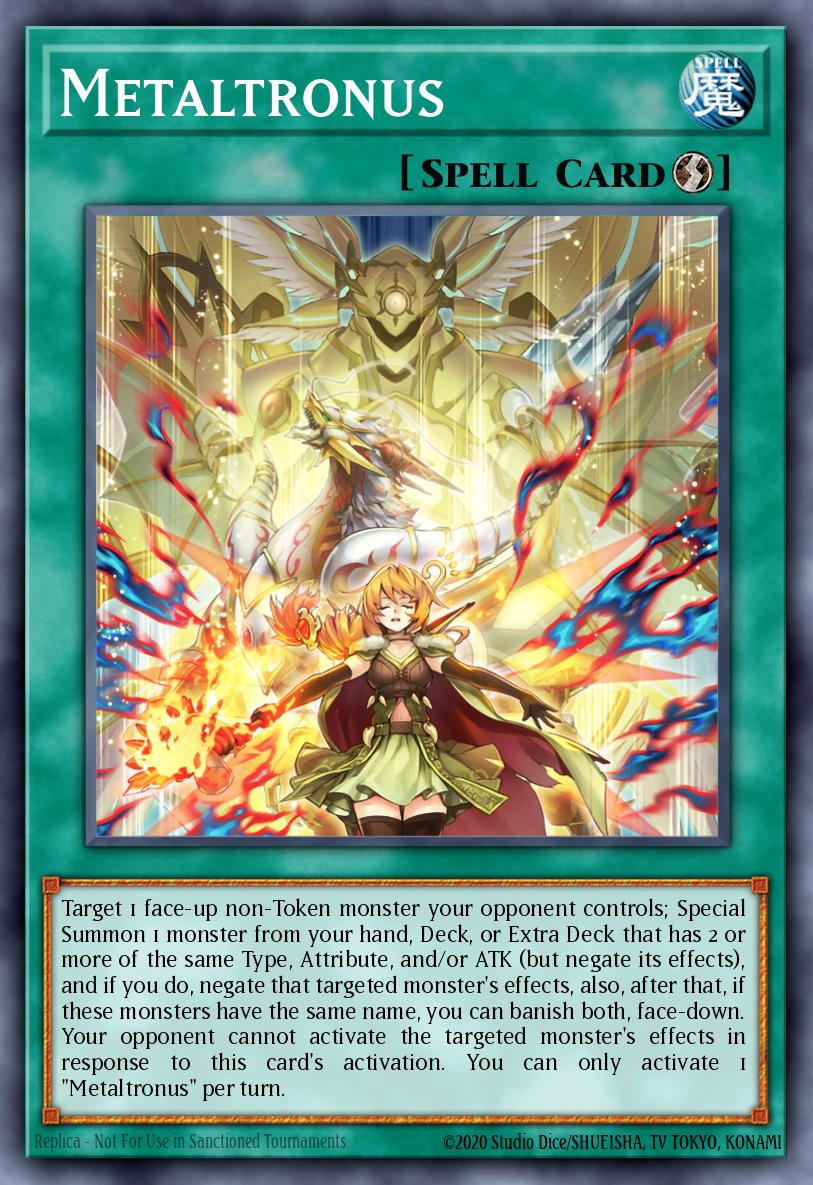 METALTRONUS
SPELL
魔
[SPELL CARD]
Target 1 face-up non-Token monster your opponent controls; Special
Summon 1 monster from your hand, Deck, or Extra Deck that has 2 or
more of the same Type, Attribute, and/or ATK (but negate its effects),
and if you do, negate that targeted monster's effects, also, after that, if
these monsters have the same name, you can banish both, face-down.
Your opponent cannot activate the targeted monster's effects in
response to this card's activation. You can only activate 1
"Metaltronus" per turn.
Replica - Not For Use in Sanctioned Tournaments.
©2020 Studio Dice/SHUEISHA, TV TOKYO, KONAMI